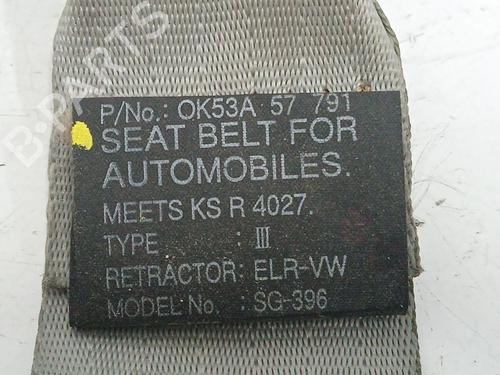 B-PARTS
P/No.: OK53A 57 791
SEAT BELT FOR
AUTOMOBILES.
MEETS KS R 4027.
TYPE : III
RETRACTOR: ELR-VW
MODEL No. : SG-396